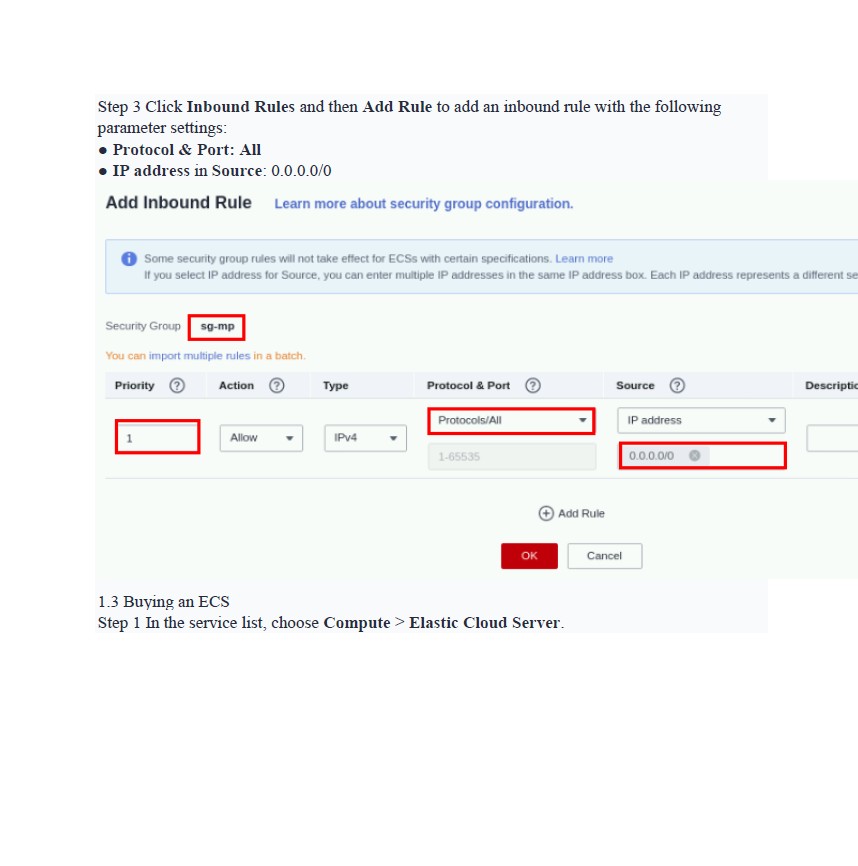 Step 3 Click Inbound Rules and then Add Rule to add an inbound rule with the following
parameter settings:
● Protocol & Port: All
● IP address in Source: 0.0.0.0/0
Add Inbound Rule Learn more about security group configuration.
Some security group rules will not take effect for ECSs with certain specifications. Learn more
If you select IP address for Source, you can enter multiple IP addresses in the same IP address box. Each IP address represents a different se
Security Group sg-mp
You can import multiple rules in a batch.
Priority ? Action ? Type Protocol & Port ? Source ? Descriptio
1 Allow IPv4 Protocols/All IP address
1-65535 0.0.0.0/0
Add Rule
OK Cancel
1.3 Buying an ECS
Step 1 In the service list, choose Compute > Elastic Cloud Server.